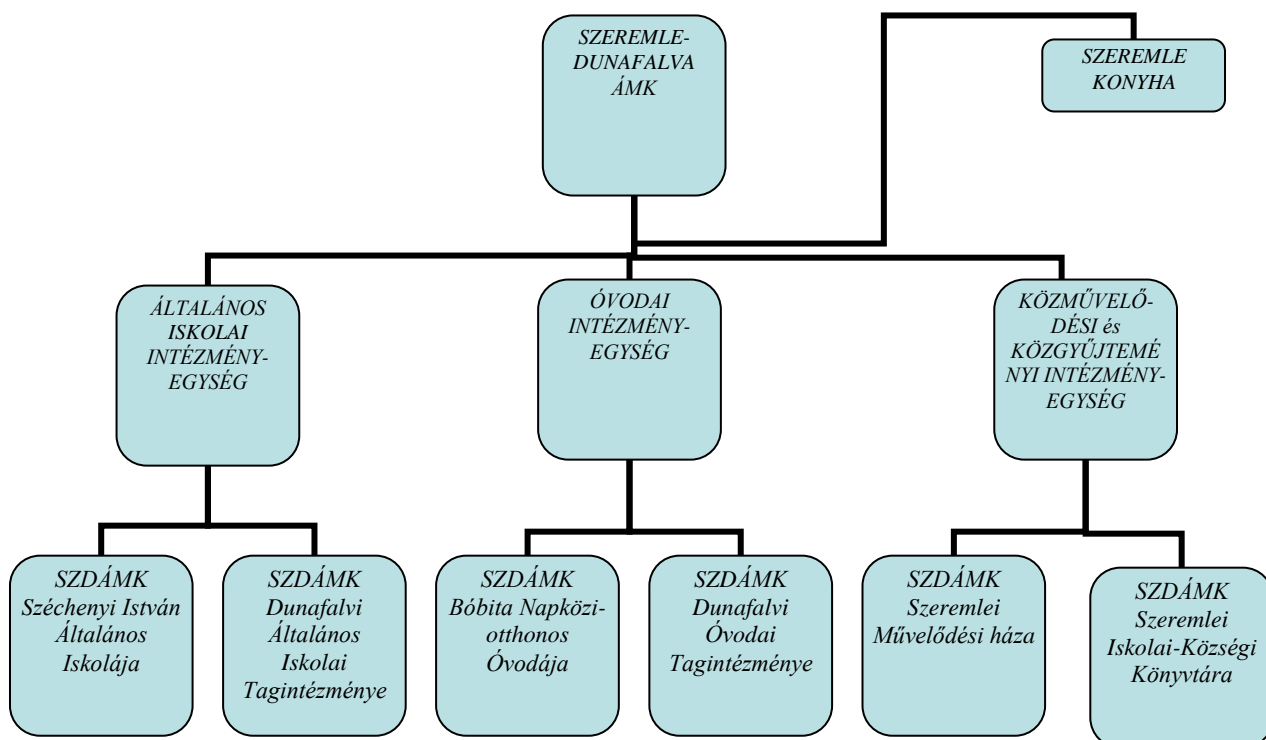 SZEREMLE-
DUNAFALVA
ÁMK
SZEREMLE
KONYHA
ÁLTALÁNOS
ISKOLAI
INTÉZMÉNY-
EGYSÉG
ÓVODAI
INTÉZMÉNY-
EGYSÉG
KÖZMŰVELŐ-
DÉSI és
KÖZGYŰJTEMÉ
NYI INTÉZMÉNY-
EGYSÉG
SZDÁMK
Széchenyi István
Általános
Iskolája
SZDÁMK
Dunafalvi
Általános
Iskolai
Tagintézménye
SZDÁMK
Bóbita Napközi-
otthonos
Óvodája
SZDÁMK
Dunafalvi
Óvodai
Tagintézménye
SZDÁMK
Szeremlei
Művelődési háza
SZDÁMK
Szeremlei
Iskolai-Községi
Könyvtára